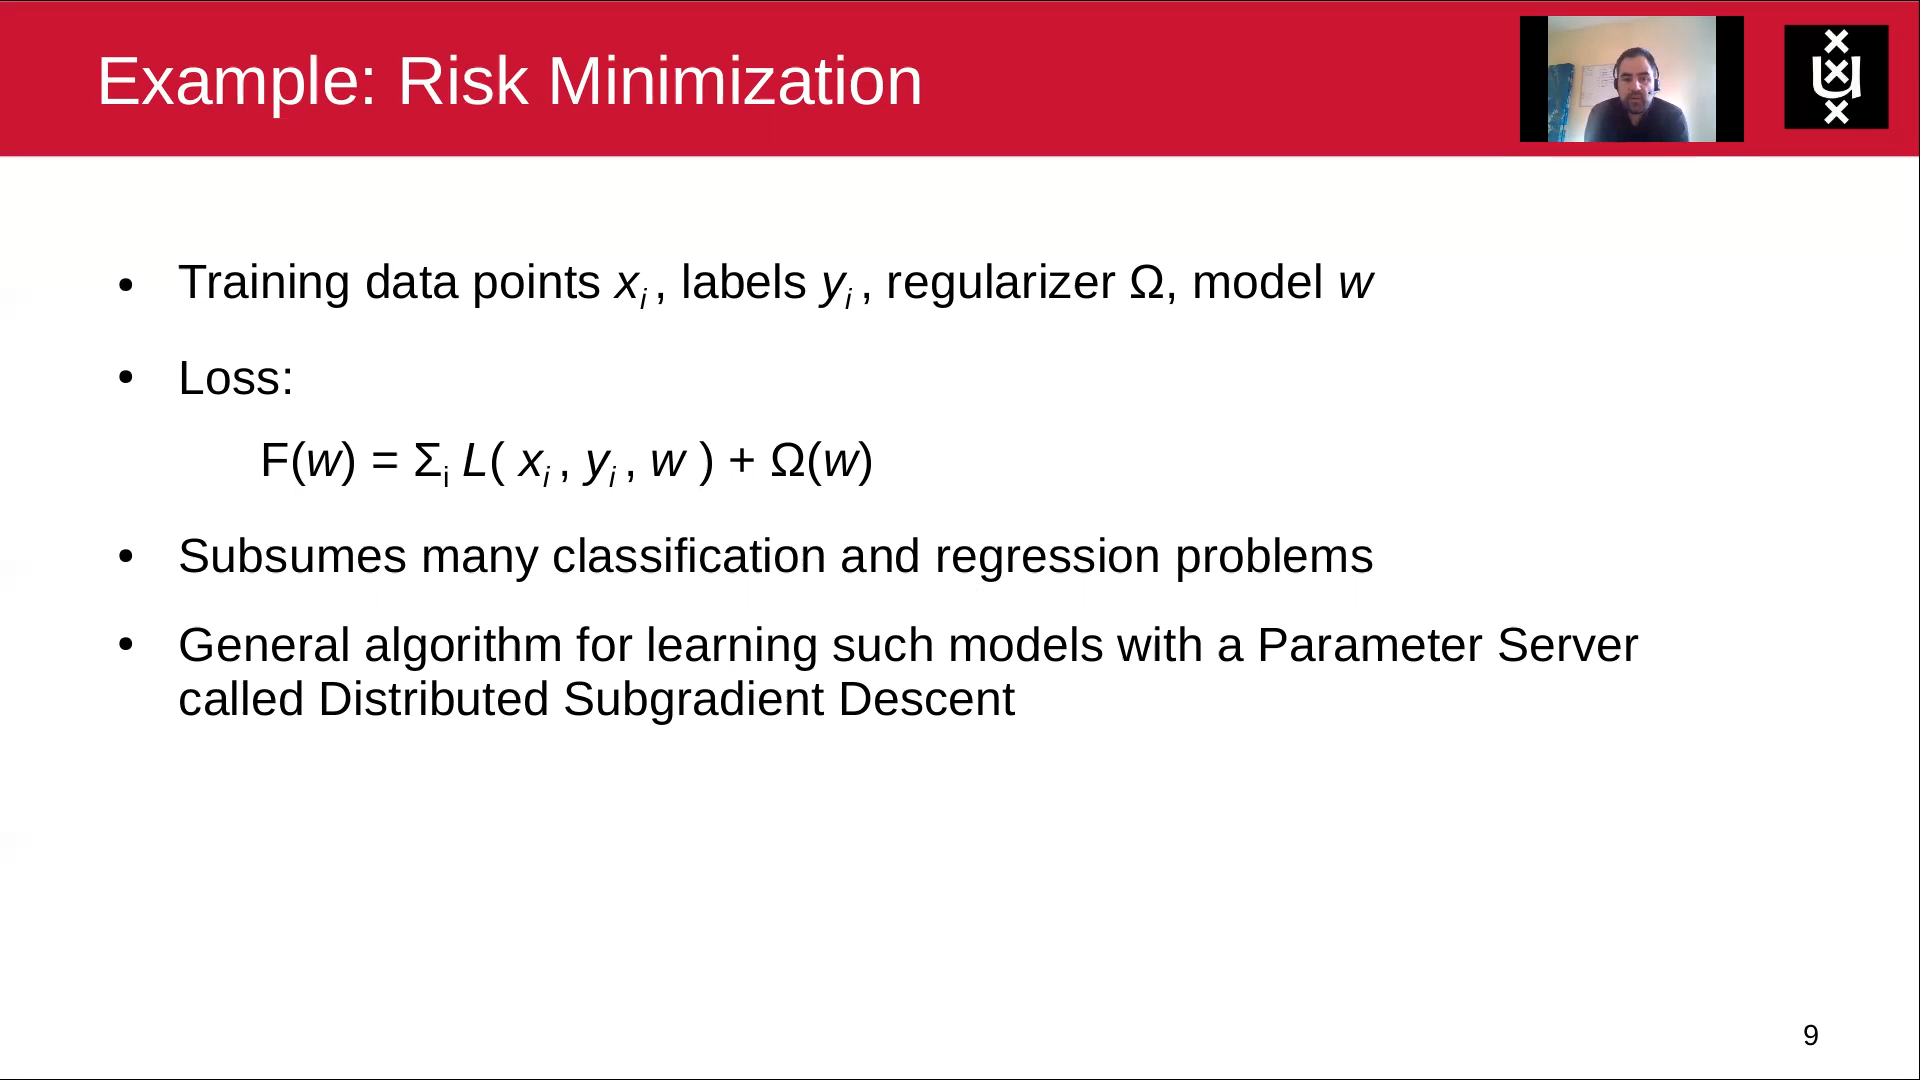 Example: Risk Minimization
• Training data points xᵢ , labels yᵢ , regularizer Ω, model w
• Loss:
F(w) = Σᵢ L( xᵢ , yᵢ , w ) + Ω(w)
• Subsumes many classification and regression problems
• General algorithm for learning such models with a Parameter Server
called Distributed Subgradient Descent
9